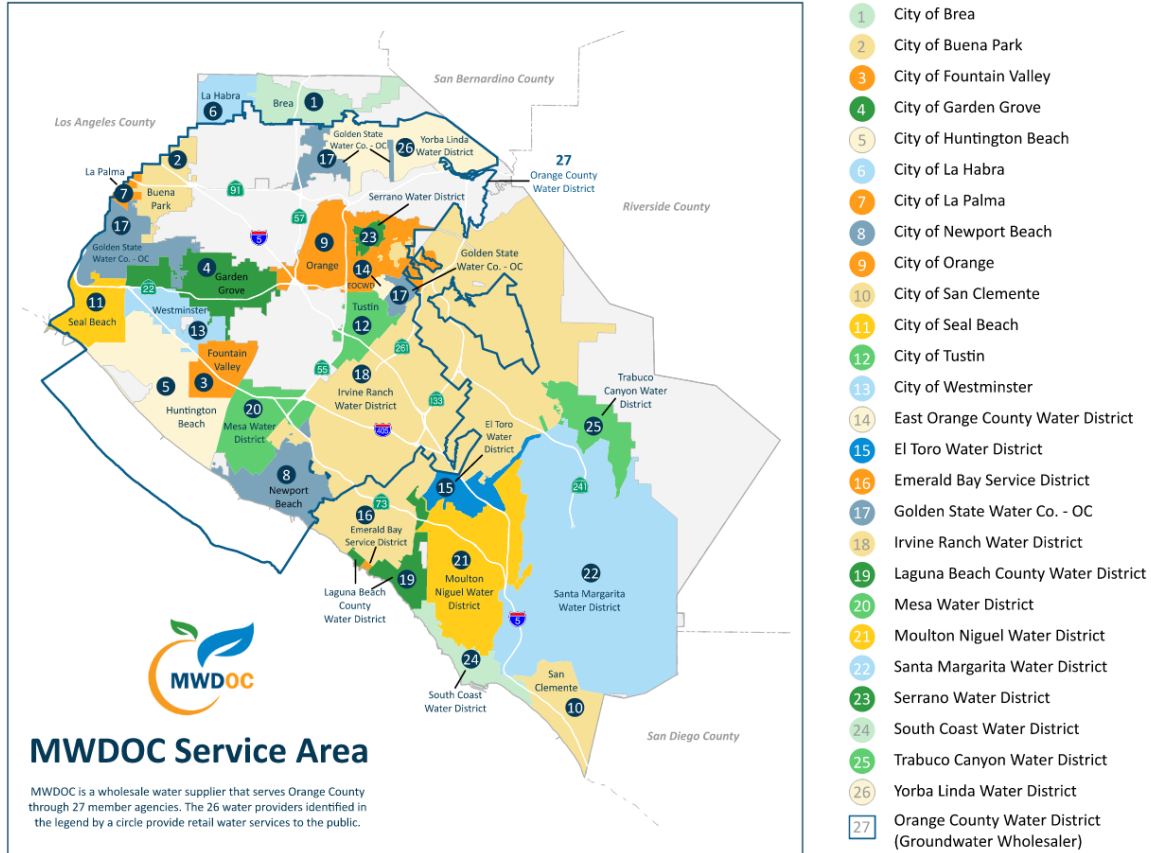 San Bernardino County
Los Angeles County
La Habra
6
Brea
1
Golden State
Water Co. - OC
17
26
Yorba Linda
Water District
27
Orange County
Water District
2
La Palma
7
Buena
Park
91
57
5
Serrano Water District
Riverside County
17
Golden State
Water Co. - OC
9
Orange
23
Golden State
Water Co. - OC
14
EOCWD
17
4
Garden
Grove
22
11
Seal Beach
Westminster
13
Tustin
12
261
Fountain
Valley
3
55
5
Huntington
Beach
18
Irvine Ranch
Water District
133
20
Mesa Water
District
405
Trabuco
Canyon Water
District
25
El Toro
Water
District
15
241
8
Newport
Beach
73
16
Emerald Bay
Service District
21
Moulton
Niguel Water
District
22
Santa Margarita
Water District
19
Laguna Beach
County
Water District
5
24
South Coast
Water District
San
Clemente
10
San Diego County
MWDOC
MWDOC Service Area
MWDOC is a wholesale water supplier that serves Orange County
through 27 member agencies. The 26 water providers identified in
the legend by a circle provide retail water services to the public.
1 City of Brea
2 City of Buena Park
3 City of Fountain Valley
4 City of Garden Grove
5 City of Huntington Beach
6 City of La Habra
7 City of La Palma
8 City of Newport Beach
9 City of Orange
10 City of San Clemente
11 City of Seal Beach
12 City of Tustin
13 City of Westminster
14 East Orange County Water District
15 El Toro Water District
16 Emerald Bay Service District
17 Golden State Water Co. - OC
18 Irvine Ranch Water District
19 Laguna Beach County Water District
20 Mesa Water District
21 Moulton Niguel Water District
22 Santa Margarita Water District
23 Serrano Water District
24 South Coast Water District
25 Trabuco Canyon Water District
26 Yorba Linda Water District
27 Orange County Water District
(Groundwater Wholesaler)